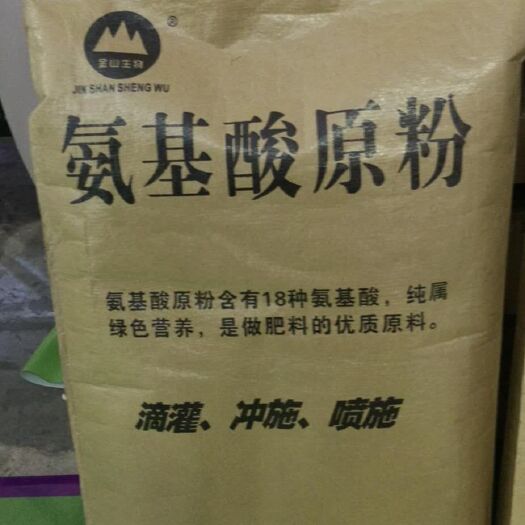 ®
金山生物
JIN SHAN SHENG WU
氨基酸原粉
氨基酸原粉含有18种氨基酸，纯属
绿色营养，是做肥料的优质原料。
滴灌、冲施、喷施